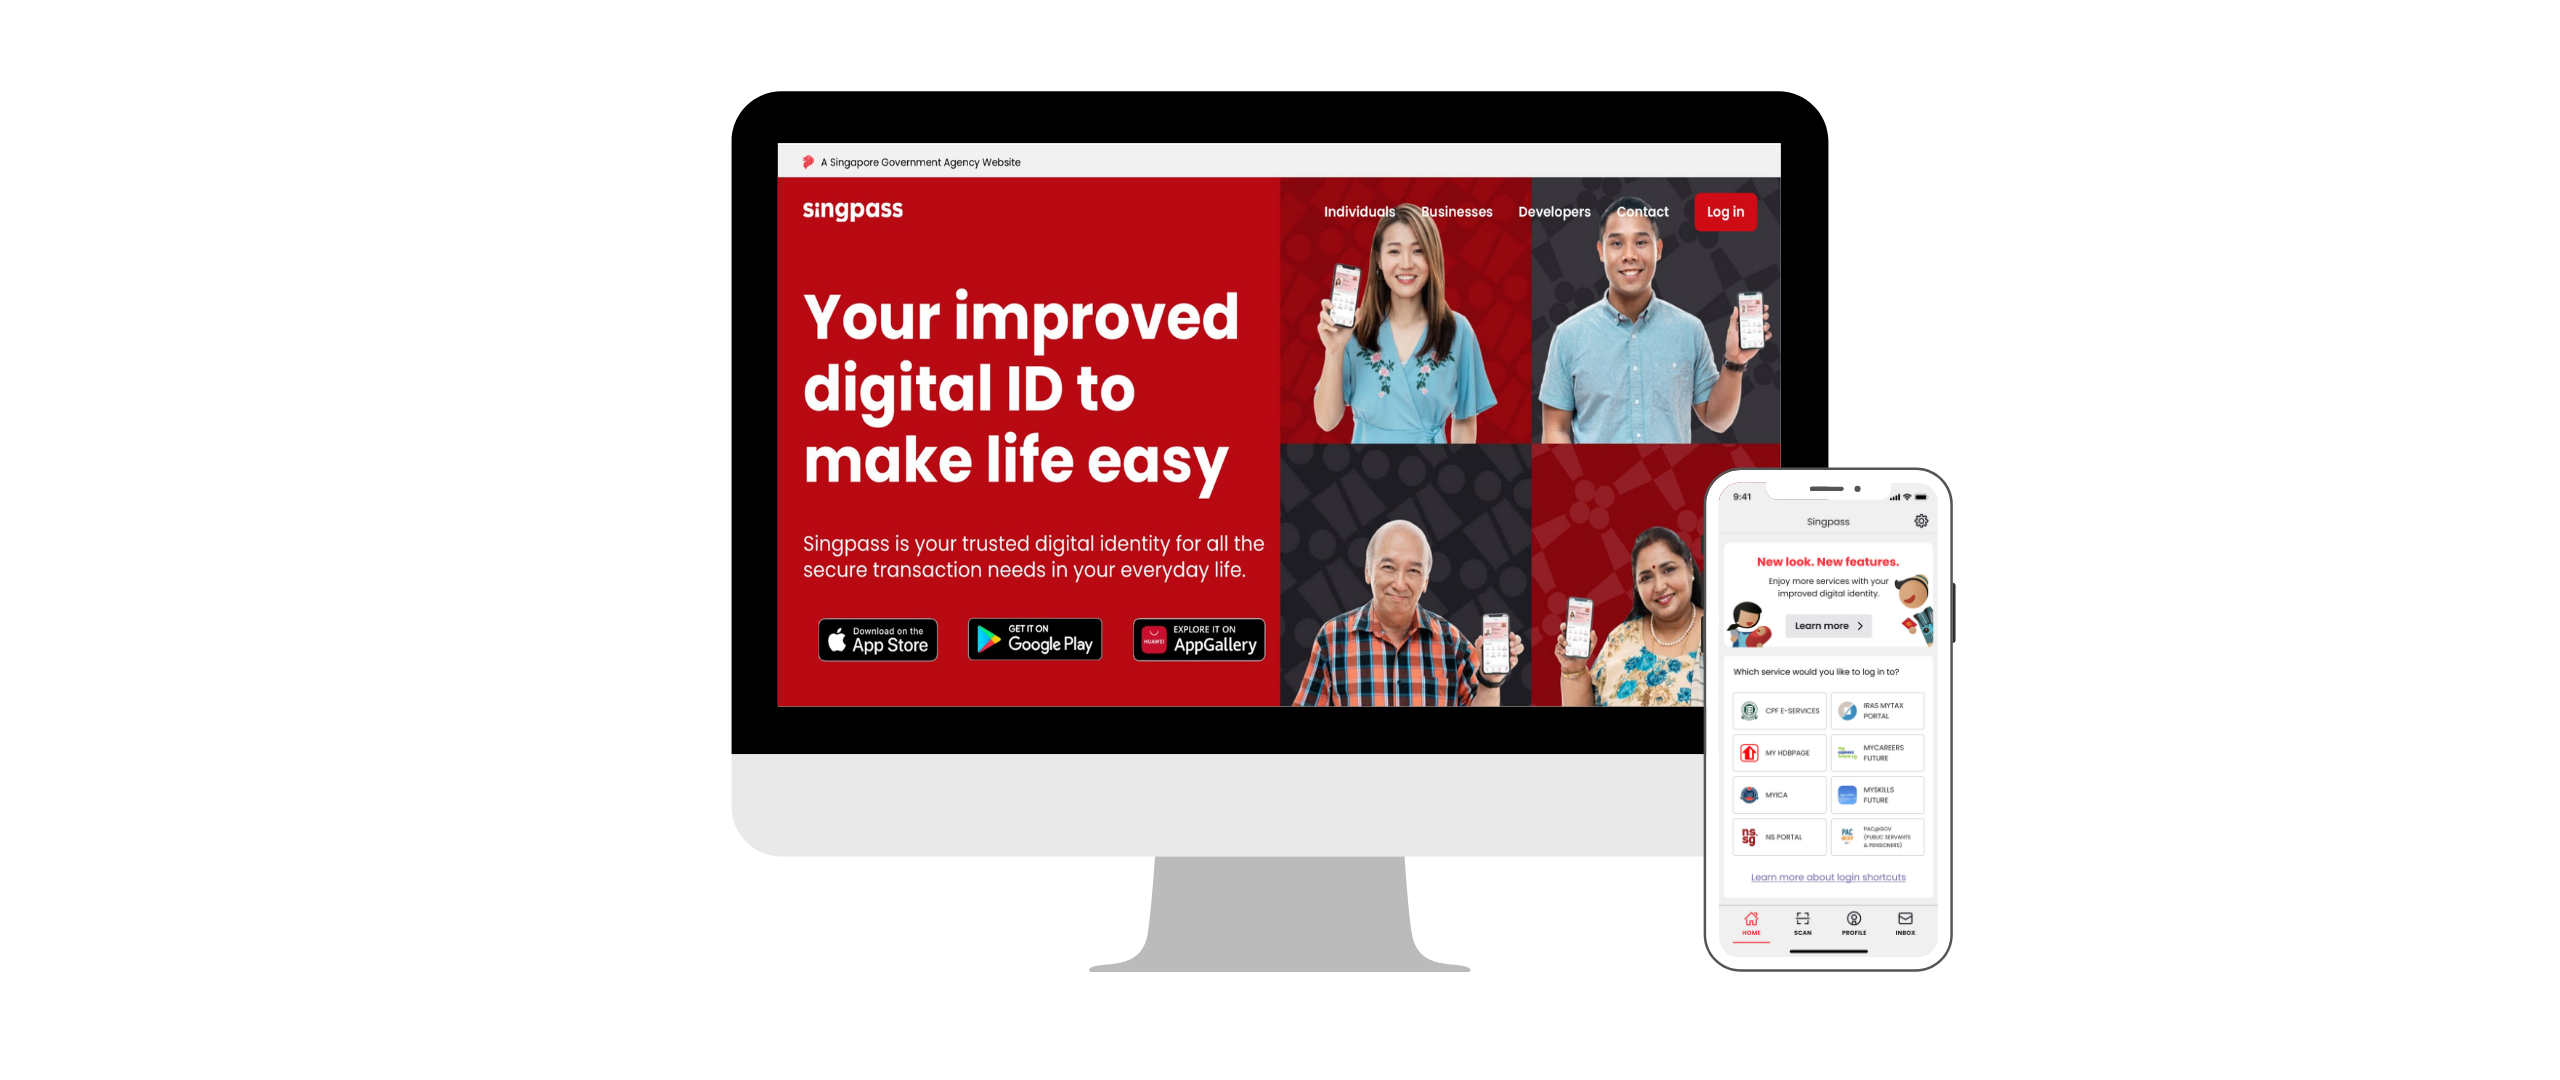 A Singapore Government Agency Website
singpass
Individuals Businesses Developers Contact Log in
Your improved
digital ID to
make life easy
Singpass is your trusted digital identity for all the
secure transaction needs in your everyday life.
Download on the
App Store
GET IT ON
Google Play
HUAWEI
EXPLORE IT ON
AppGallery
9:41
Singpass
New look. New features.
Enjoy more services with your
improved digital identity.
Learn more
Which service would you like to log in to?
CPF E-SERVICES
IRAS MYTAX
PORTAL
MY HDBPAGE
MYCAREERS
FUTURE
MYICA
MYSKILLS
FUTURE
ns.
sg
NS PORTAL
PAC
PAC@GOV
(PUBLIC SERVANTS
& PENSIONERS)
Learn more about login shortcuts
HOME SCAN PROFILE INBOX